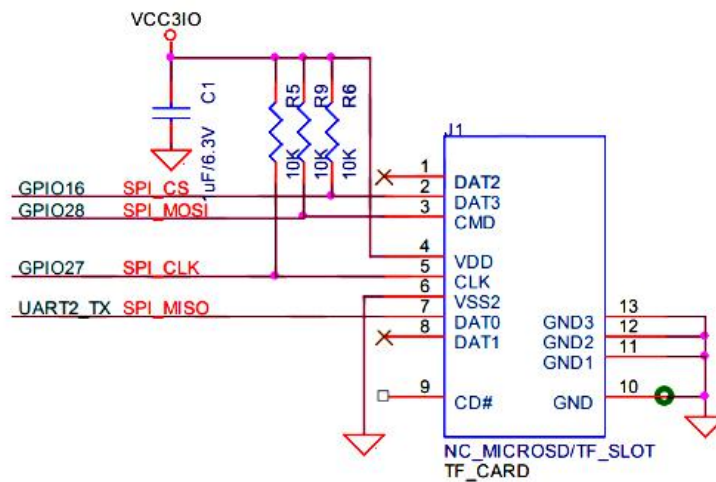 VCC3IO
C1
1uF/6.3V
R5
R9
R6
10K
10K
10K
J1
GPIO16 SPI_CS
GPIO28 SPI_MOSI
GPIO27 SPI_CLK
UART2_TX SPI_MISO
1 DAT2
2 DAT3
3 CMD
4 VDD
5 CLK
6 VSS2
7 DAT0
8 DAT1
9 CD#
GND3 13
GND2 12
GND1 11
GND 10
NC_MICROSD/TF_SLOT
TF_CARD